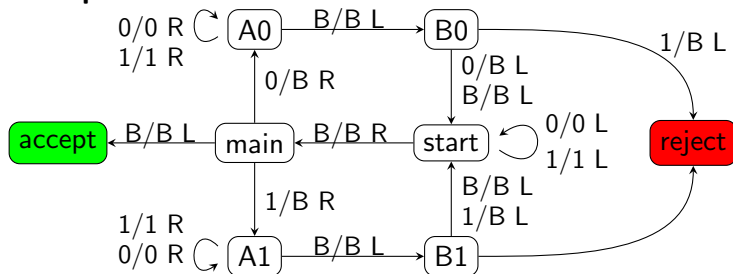 0/0 R
1/1 R
A0
B/B L
B0
1/B L
0/B R
0/B L
B/B L
accept
B/B L
main
B/B R
start
0/0 L
1/1 L
reject
1/B R
B/B L
1/B L
1/1 R
0/0 R
A1
B/B L
B1